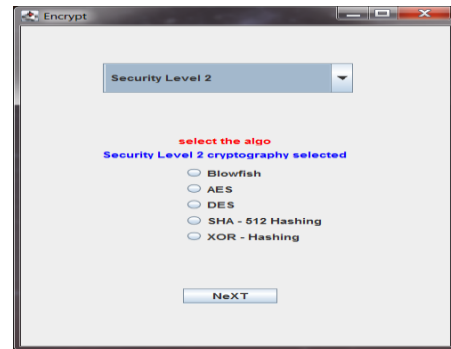 Encrypt
Security Level 2
select the algo
Security Level 2 cryptography selected
Blowfish
AES
DES
SHA - 512 Hashing
XOR - Hashing
NeXT